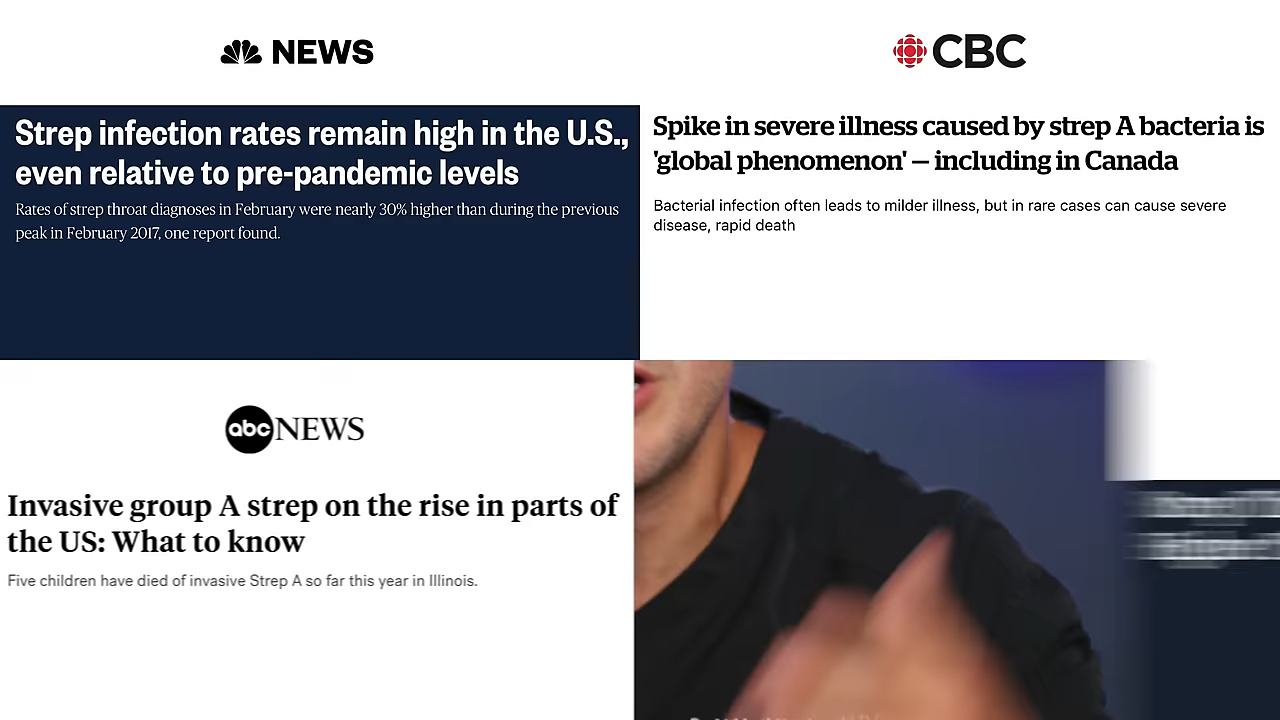 NEWS
Strep infection rates remain high in the U.S.,
even relative to pre-pandemic levels
Rates of strep throat diagnoses in February were nearly 30% higher than during the previous
peak in February 2017, one report found.
CBC
Spike in severe illness caused by strep A bacteria is
'global phenomenon' – including in Canada
Bacterial infection often leads to milder illness, but in rare cases can cause severe
disease, rapid death
abc NEWS
Invasive group A strep on the rise in parts of
the US: What to know
Five children have died of invasive Strep A so far this year in Illinois.